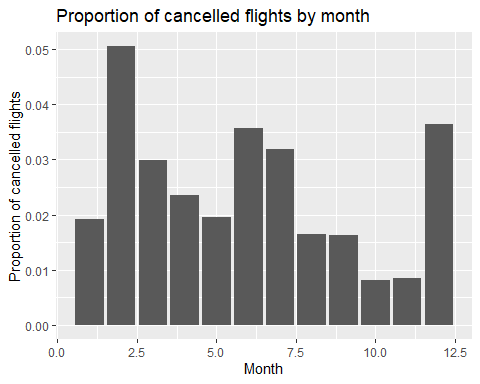 Proportion of cancelled flights by month
Proportion of cancelled flights
0.05
0.04
0.03
0.02
0.01
0.00
0.0 2.5 5.0 7.5 10.0 12.5
Month